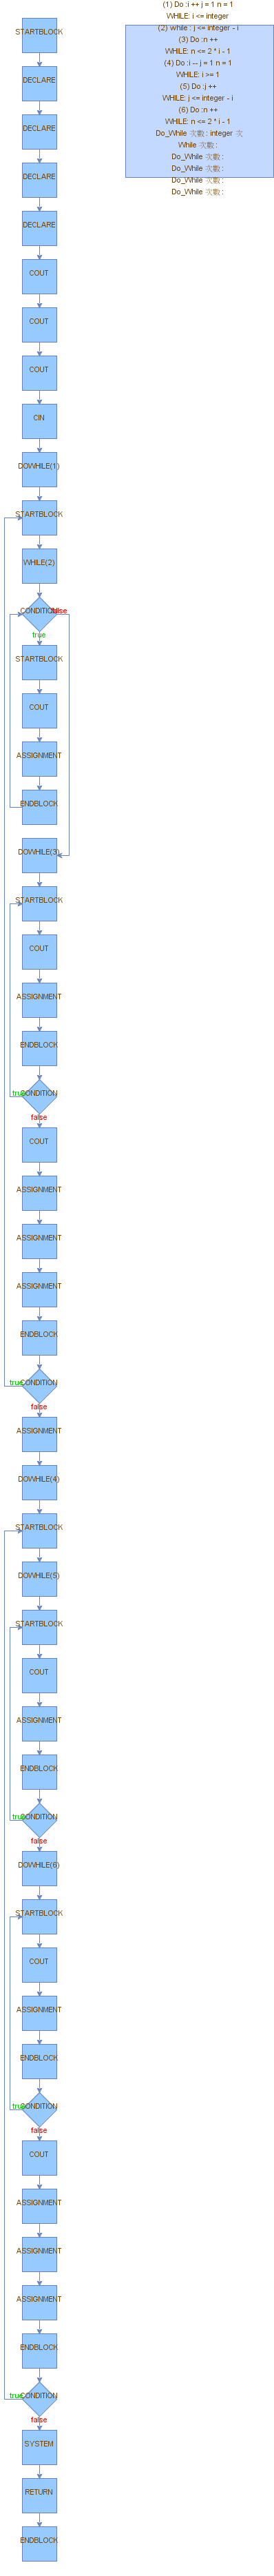 (1) Do :i ++ j = 1 n = 1
WHILE: i <= integer
(2) while : j <= integer - i
(3) Do :n ++
WHILE: n <= 2 * i - 1
(4) Do :i -- j = 1 n = 1
WHILE: i >= 1
(5) Do :j ++
WHILE: j <= integer - i
(6) Do :n ++
WHILE: n <= 2 * i - 1
Do_While 次數 : integer 次
While 次數 :
Do_While 次數 :
Do_While 次數 :
Do_While 次數 :
Do_While 次數 :
STARTBLOCK
DECLARE
DECLARE
DECLARE
DECLARE
COUT
COUT
COUT
CIN
DOWHILE(1)
STARTBLOCK
WHILE(2)
CONDITION false
true
STARTBLOCK
COUT
ASSIGNMENT
ENDBLOCK
DOWHILE(3)
STARTBLOCK
COUT
ASSIGNMENT
ENDBLOCK
true CONDITION
false
COUT
ASSIGNMENT
ASSIGNMENT
ASSIGNMENT
ENDBLOCK
true CONDITION
false
ASSIGNMENT
DOWHILE(4)
STARTBLOCK
DOWHILE(5)
STARTBLOCK
COUT
ASSIGNMENT
ENDBLOCK
true CONDITION
false
DOWHILE(6)
STARTBLOCK
COUT
ASSIGNMENT
ENDBLOCK
true CONDITION
false
COUT
ASSIGNMENT
ASSIGNMENT
ASSIGNMENT
ENDBLOCK
true CONDITION
false
SYSTEM
RETURN
ENDBLOCK